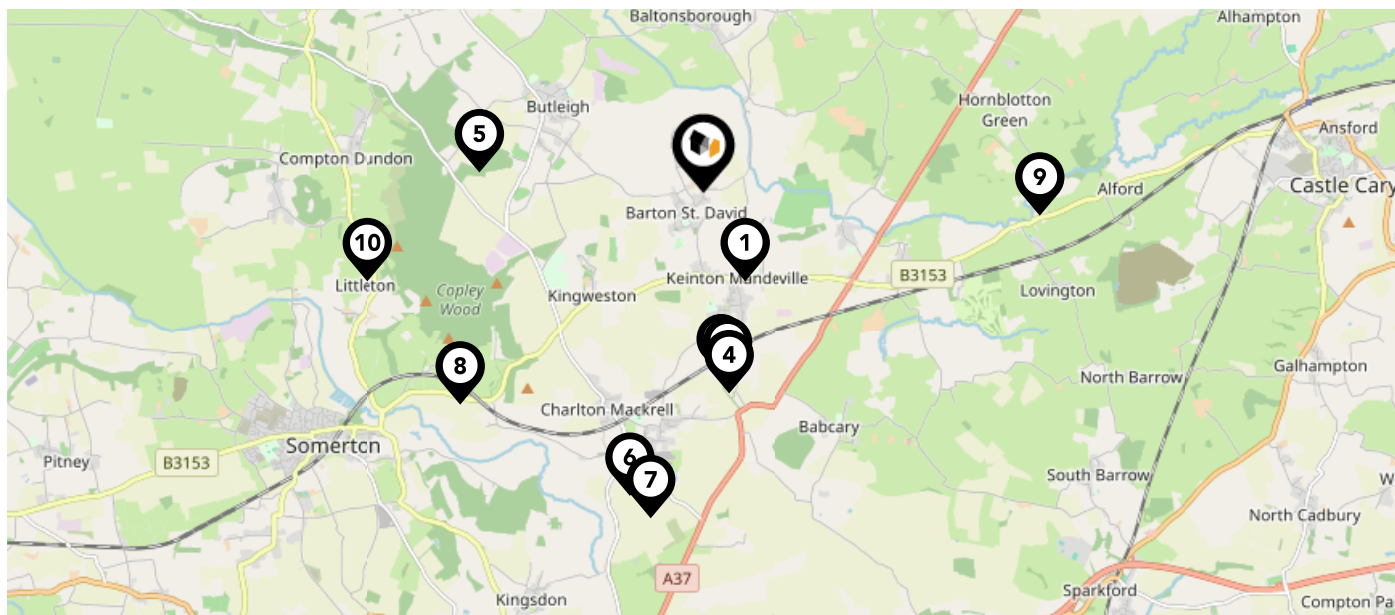 Baltonsborough
Alhampton
Butleigh
Hornblotton
Green
Ansford
5
Compton Dundon
Castle Cary
9
Alford
Barton St. David
10
1
Littleton
Keinton Mandeville
B3153
Copley
Wood
Kingweston
Lovington
4
8
Galhampton
North Barrow
Charlton Mackrell
Babcary
Somerton
Pitney
B3153
6
7
South Barrow
North Cadbury
A37
Sparkford
Kingsdon
Compton Pa